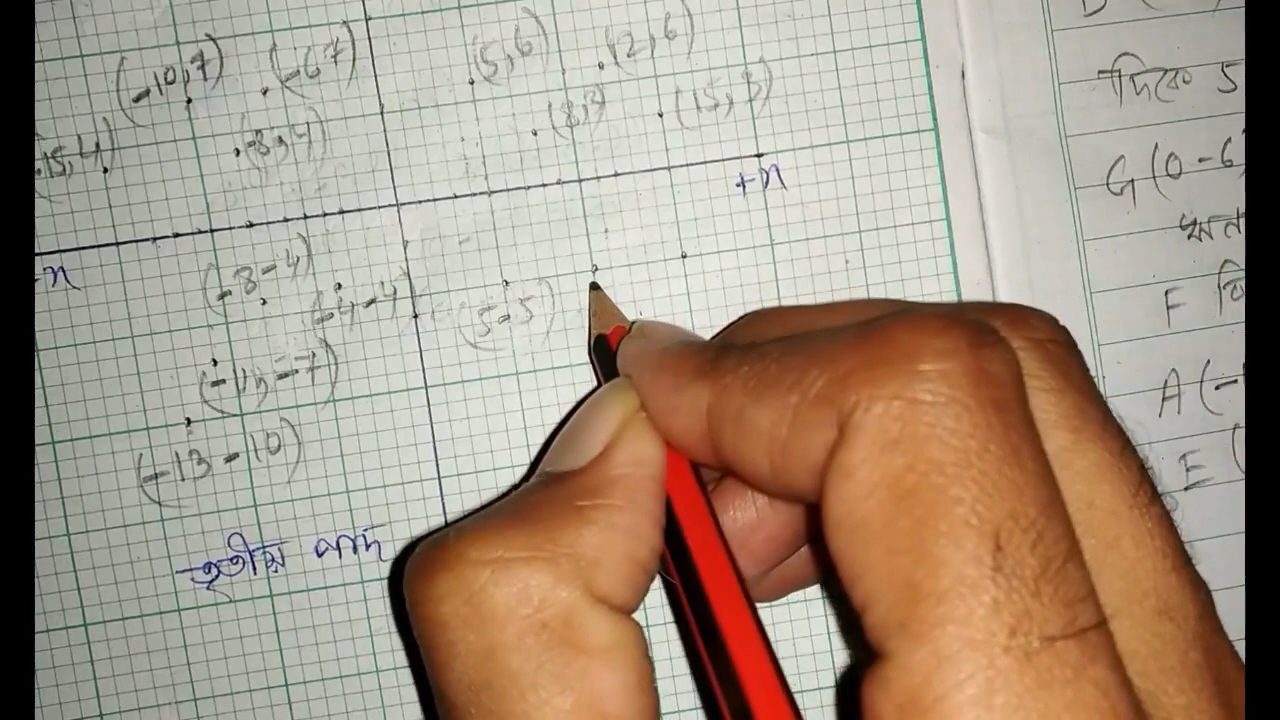 (-10,7) (-6 7) (5,6) (12,6)
15,4) (-8,4) (8,3) (15,3)
+x
-x
(-8-4)
(-4-4) (5-5)
(-11,-7)
(-13-10)
তৃতীয় পাদ
দিকে 5
G(0-6
F বি
A(-
E (